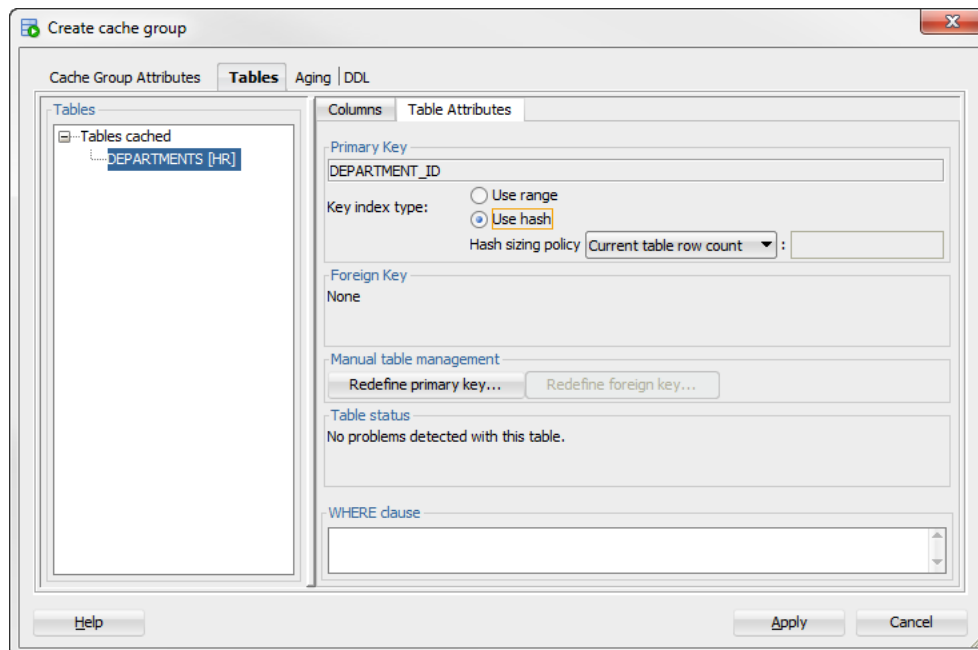 Create cache group
Cache Group Attributes Tables Aging DDL
Tables
Tables cached
DEPARTMENTS [HR]
Columns Table Attributes
Primary Key
DEPARTMENT_ID
Key index type:
Use range
Use hash
Hash sizing policy Current table row count :
Foreign Key
None
Manual table management
Redefine primary key... Redefine foreign key...
Table status
No problems detected with this table.
WHERE clause
Help Apply Cancel